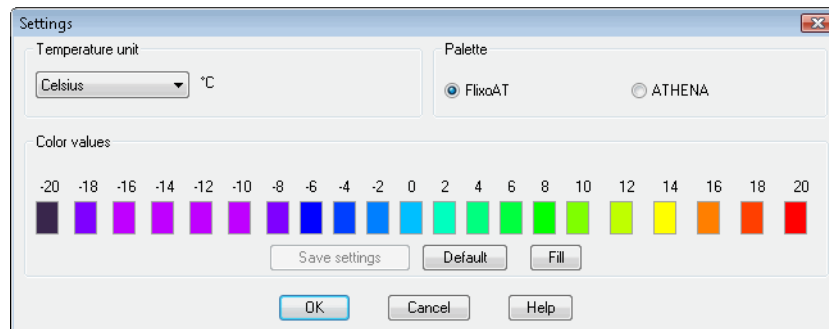 Settings
Temperature unit
Palette
Celsius °C
FlixoAT ATHENA
Color values
-20 -18 -16 -14 -12 -10 -8 -6 -4 -2 0 2 4 6 8 10 12 14 16 18 20
Save settings Default Fill
OK Cancel Help